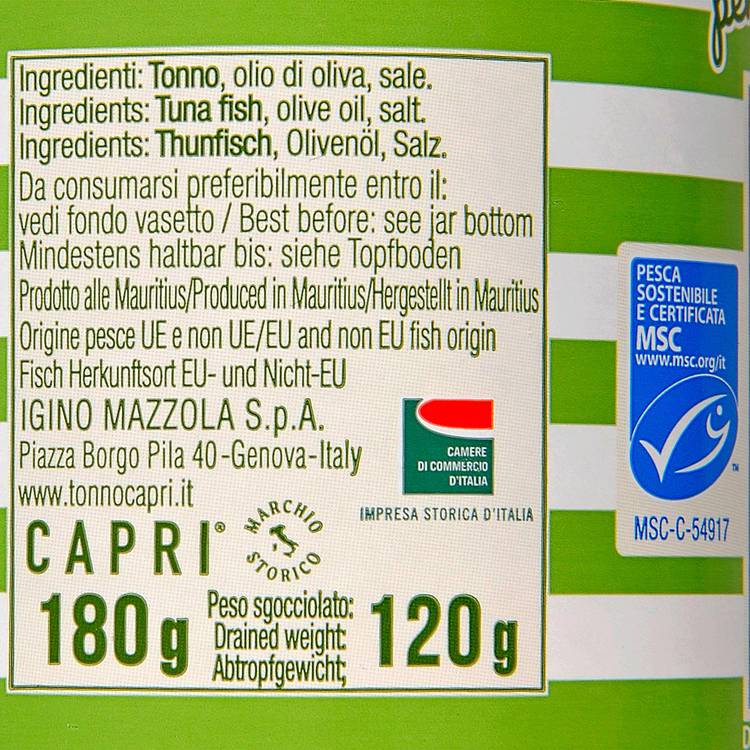 Ingredienti: Tonno, olio di oliva, sale.
Ingredients: Tuna fish, olive oil, salt.
Ingredients: Thunfisch, Olivenöl, Salz.
Da consumarsi preferibilmente entro il:
vedi fondo vasetto / Best before: see jar bottom
Mindestens haltbar bis: siehe Topfboden
Prodotto alle Mauritius/Produced in Mauritius/Hergestellt in Mauritius
Origine pesce UE e non UE/EU and non EU fish origin
Fisch Herkunftsort EU- und Nicht-EU
IGINO MAZZOLA S.p.A.
Piazza Borgo Pila 40 -Genova-Italy
www.tonnocapri.it
CAMERE
DI COMMERCIO
D'ITALIA
IMPRESA STORICA D'ITALIA
CAPRI®
MARCHIO
STORICO
180 g
Peso sgocciolato:
Drained weight:
Abtropfgewicht;
120 g
PESCA
SOSTENIBILE
E CERTIFICATA
MSC
www.msc.org/it
TM
MSC-C-54917